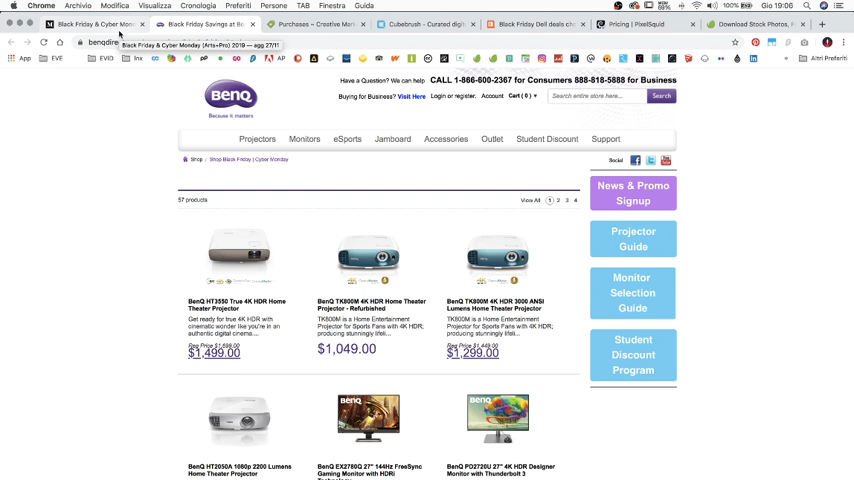 Chrome Archivio Modifica Visualizza Cronologia Preferiti Persone TAB Finestra Guida 100% Gio 19:06
Black Friday & Cyber Mon Black Friday Savings at Be Purchases – Creative Mark Cubebrush - Curated digit Black Friday Dell deals ch Pricing | PixelSquid Download Stock Photos,
benqdire
Black Friday & Cyber Monday (Arts+Pro) 2019 — agg 27/11
App EVE EVID Inx AP Altri Preferiti
BenQ
Because it matters
Have a Question? We can help CALL 1-866-600-2367 for Consumers 888-818-5888 for Business
Buying for Business? Visit Here Login or register. Account Cart ( 0 ) Search entire store here... Search
Projectors Monitors eSports Jamboard Accessories Outlet Student Discount Support
Shop / Shop Black Friday | Cyber Monday
Social
You Tube
57 products
View All 1 2 3 4
News & Promo
Signup
Projector
Guide
Monitor
Selection
Guide
Student
Discount
Program
BenQ HT3550 True 4K HDR Home
Theater Projector
Get ready for true 4K HDR with
cinematic wonder like you're in an
authentic digital cinema....
Reg Price $1,699.00
$1,499.00
BenQ TK800M 4K HDR Home Theater
Projector - Refurbished
TK800M is a Home Entertainment
Projector for Sports Fans with 4K HDR;
producing stunningly lifeli...
$1,049.00
BenQ TK800M 4K HDR 3000 ANSI
Lumens Home Theater Projector
TK800M is a Home Entertainment
Projector for Sports Fans with 4K HDR;
producing stunningly lifeli...
Reg Price $1,449.00
$1,299.00
BenQ
BenQ
BenQ HT2050A 1080p 2200 Lumens
Home Theater Projector
BenQ EX2780Q 27" 144Hz FreeSync
Gaming Monitor with HDRi
Technology
BenQ PD2720U 27" 4K HDR Designer
Monitor with Thunderbolt 3